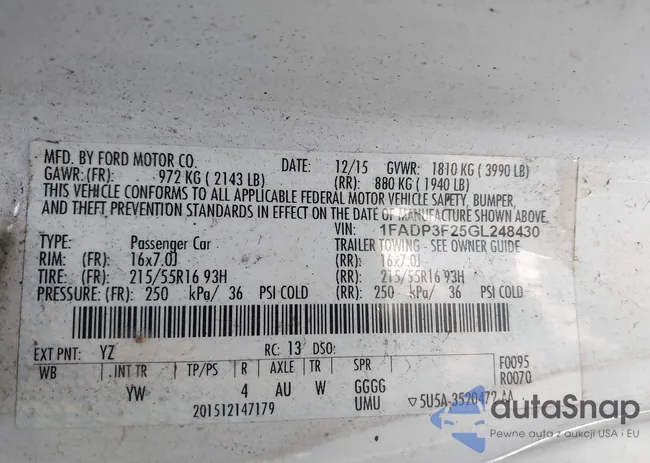 MFD. BY FORD MOTOR CO. DATE: 12/15 GVWR: 1810 KG ( 3990 LB)
GAWR: (FR): 972 KG ( 2143 LB) (RR): 880 KG ( 1940 LB)
THIS VEHICLE CONFORMS TO ALL APPLICABLE FEDERAL MOTOR VEHICLE SAFETY, BUMPER,
AND THEFT PREVENTION STANDARDS IN EFFECT ON THE DATE OF MANUFACTURE SHOWN ABOVE.
VIN: 1FADP3F25GL248430
TYPE: Passenger Car TRAILER TOWING - SEE OWNER GUIDE
RIM: (FR): 16x7.0J (RR): 16x7.0J
TIRE: (FR): 215/55R16 93H (RR): 215/55R16 93H
PRESSURE: (FR): 250 kPa/ 36 PSI COLD (RR): 250 kPa/ 36 PSI COLD
EXT PNT: YZ RC: 13 DSO:
WB INT TR TP/PS R AXLE TR SPR F0095
R0070
YW 4 AU W GGGG
201512147179 UMU ▽5U5A-3520472-AA
autoSnap
Pewne auto z aukcji USA i EU